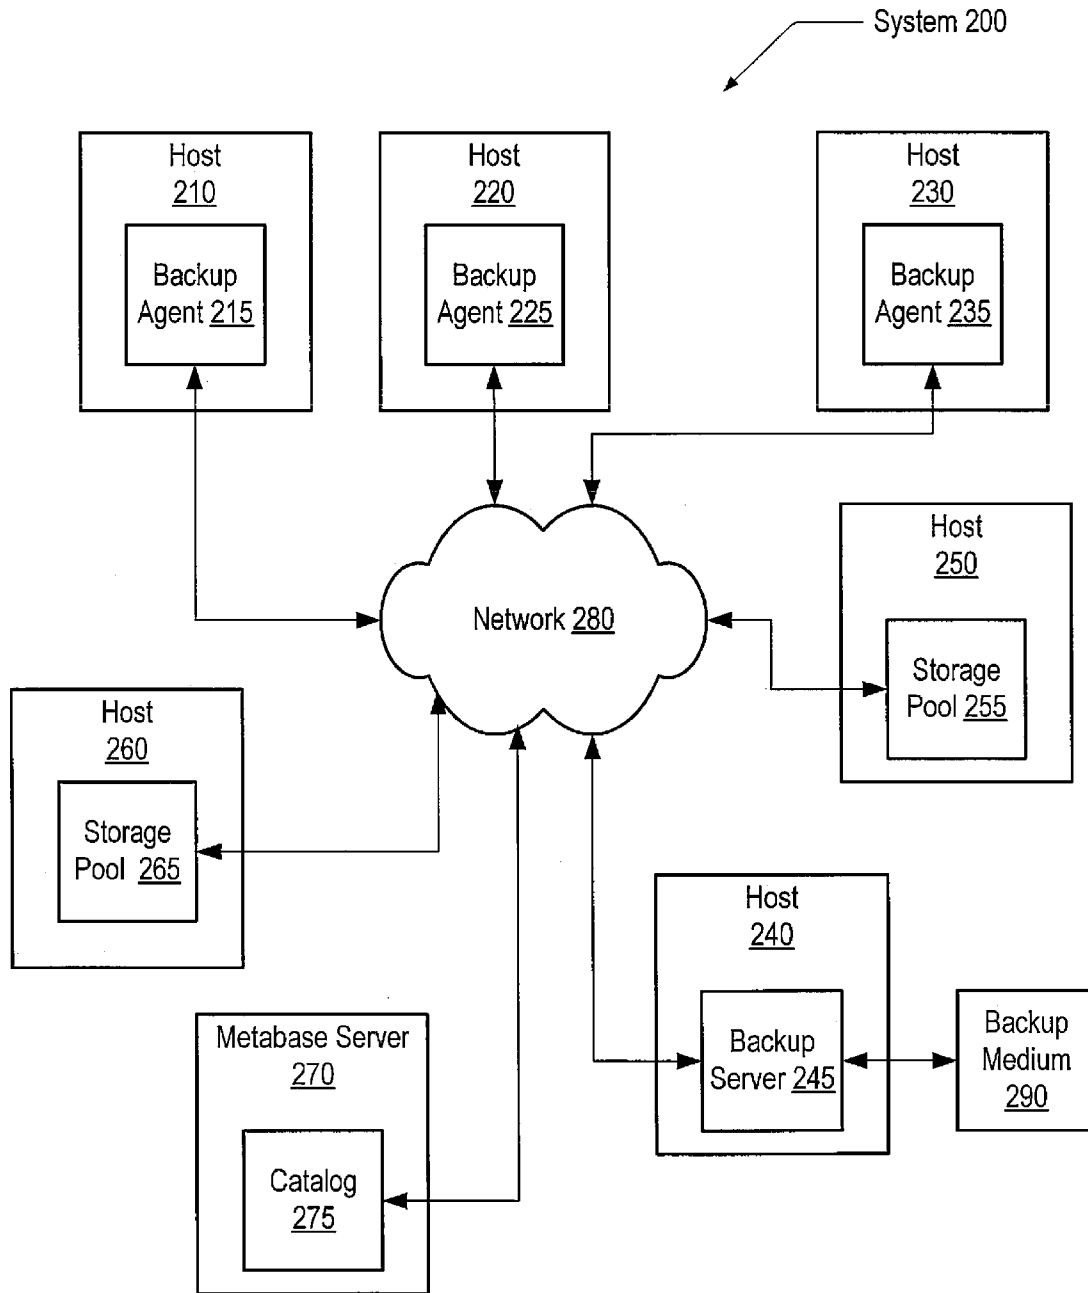 System 200
Host
210
Backup
Agent 215
Host
220
Backup
Agent 225
Host
230
Backup
Agent 235
Network 280
Host
250
Storage
Pool 255
Host
260
Storage
Pool 265
Host
240
Backup
Server 245
Backup
Medium
290
Metabase Server
270
Catalog
275